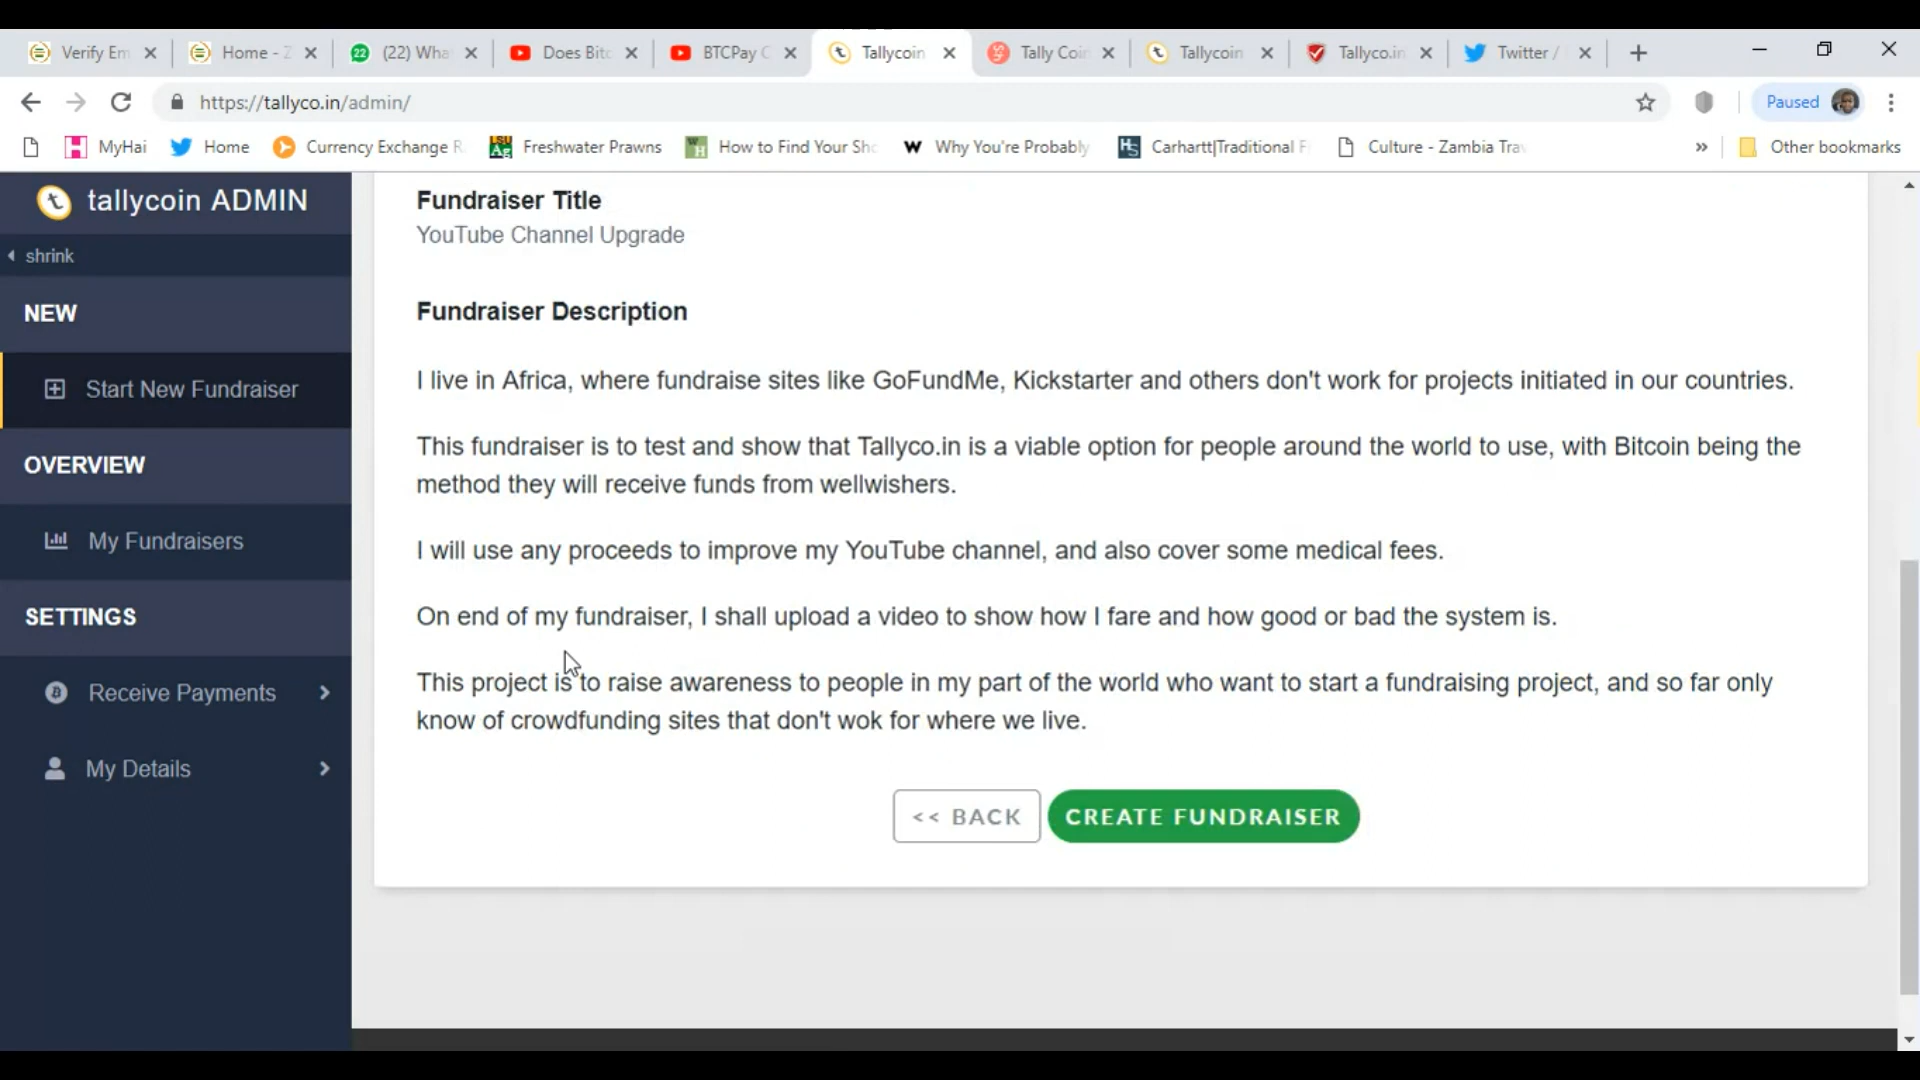 Verify Em
Home - Z
(22) What
Does Bitc
BTCPay C
Tallycoin
Tally Coin
Tallycoin
Tallyco.in
Twitter /
https://tallyco.in/admin/
Paused
MyHai
Home
Currency Exchange R
Freshwater Prawns
How to Find Your Sho
Why You're Probably
Carhartt|Traditional F
Culture - Zambia Trav
»
Other bookmarks
tallycoin ADMIN
shrink
NEW
Start New Fundraiser
OVERVIEW
My Fundraisers
SETTINGS
Receive Payments
My Details
Fundraiser Title
YouTube Channel Upgrade
Fundraiser Description
I live in Africa, where fundraise sites like GoFundMe, Kickstarter and others don't work for projects initiated in our countries.
This fundraiser is to test and show that Tallyco.in is a viable option for people around the world to use, with Bitcoin being the
method they will receive funds from wellwishers.
I will use any proceeds to improve my YouTube channel, and also cover some medical fees.
On end of my fundraiser, I shall upload a video to show how I fare and how good or bad the system is.
This project is to raise awareness to people in my part of the world who want to start a fundraising project, and so far only
know of crowdfunding sites that don't wok for where we live.
<< BACK
CREATE FUNDRAISER